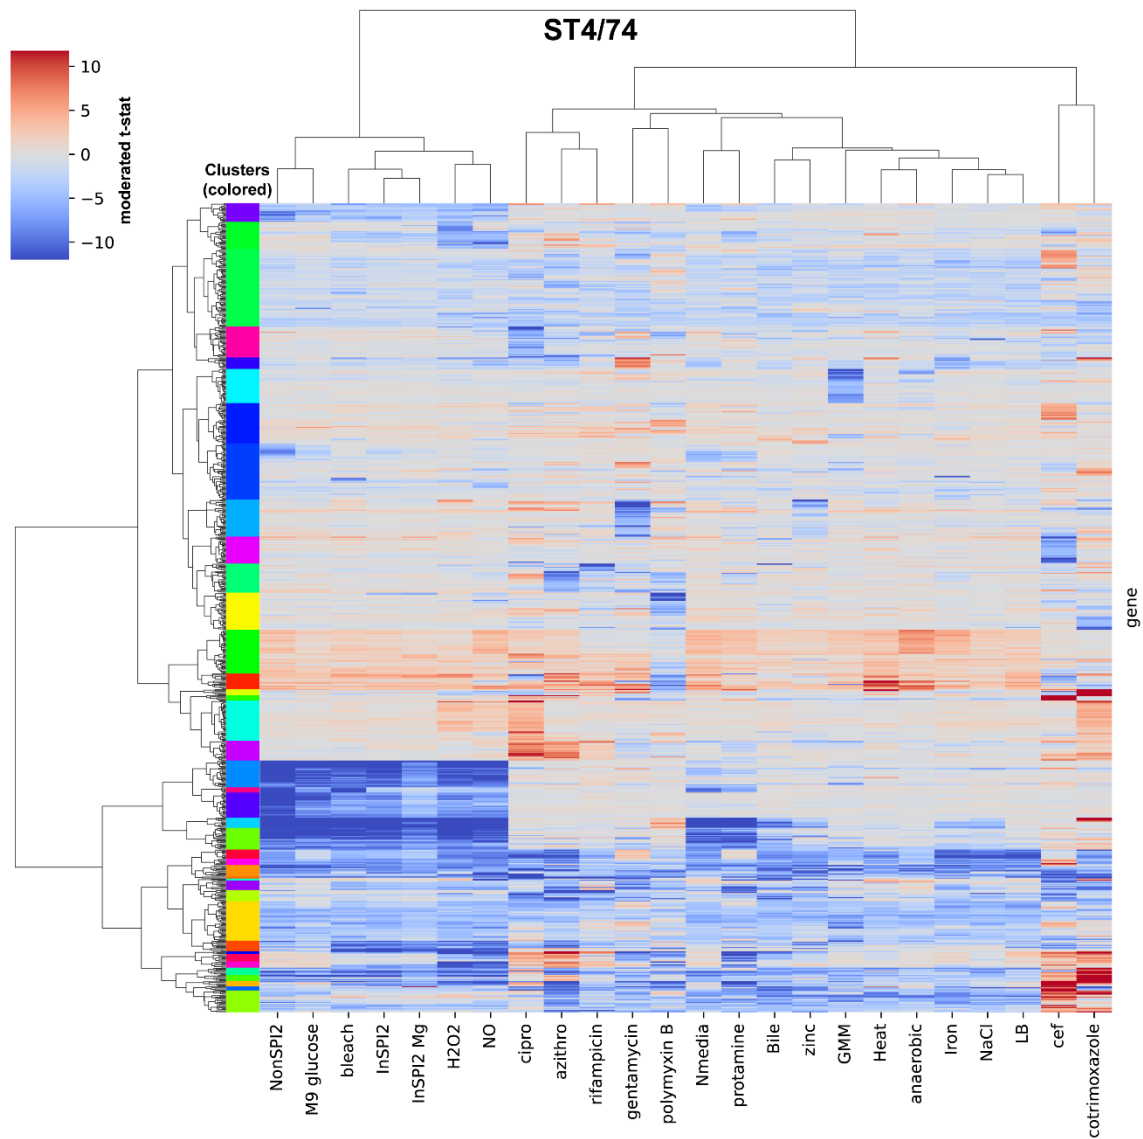 ST4/74
10
5
0
−5
−10
moderated t-stat
Clusters
(colored)
gene
NonSPI2
M9 glucose
bleach
InSPI2
InSPI2 Mg
H2O2
NO
cipro
azithro
rifampicin
gentamycin
polymyxin B
Nmedia
protamine
Bile
zinc
GMM
Heat
anaerobic
Iron
NaCl
LB
cef
cotrimoxazole